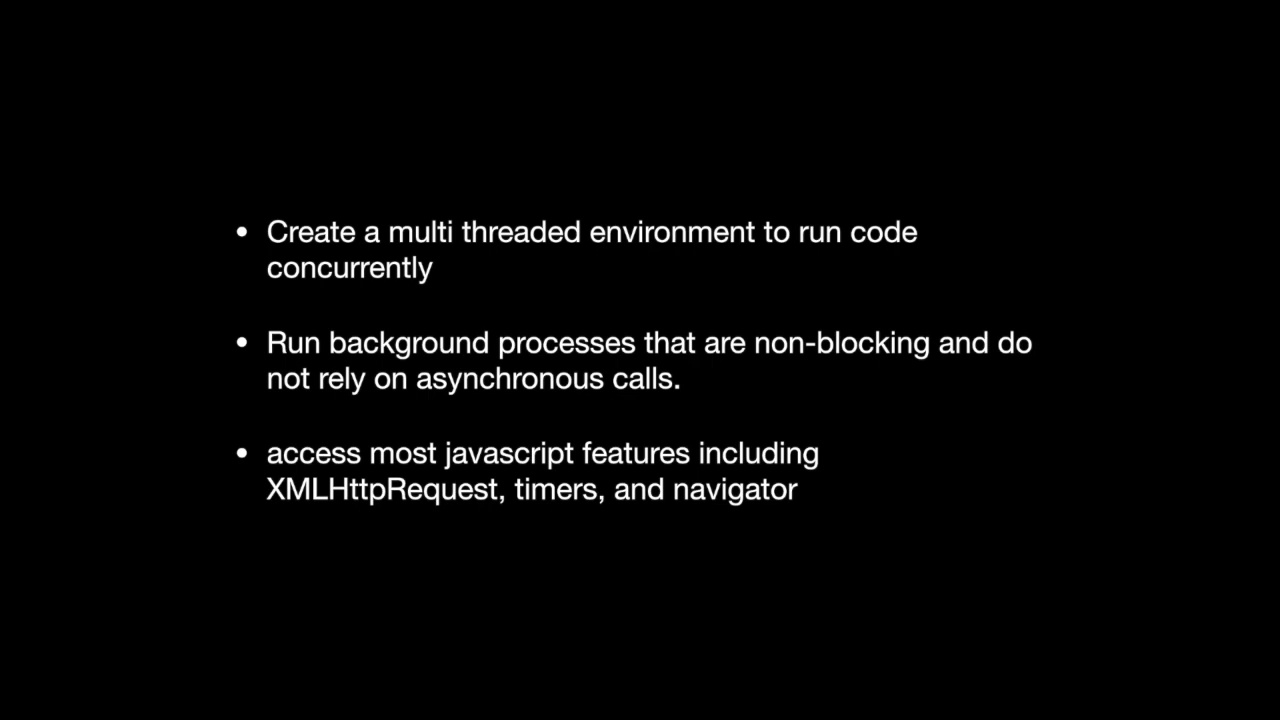 • Create a multi threaded environment to run code
concurrently
• Run background processes that are non-blocking and do
not rely on asynchronous calls.
• access most javascript features including
XMLHttpRequest, timers, and navigator